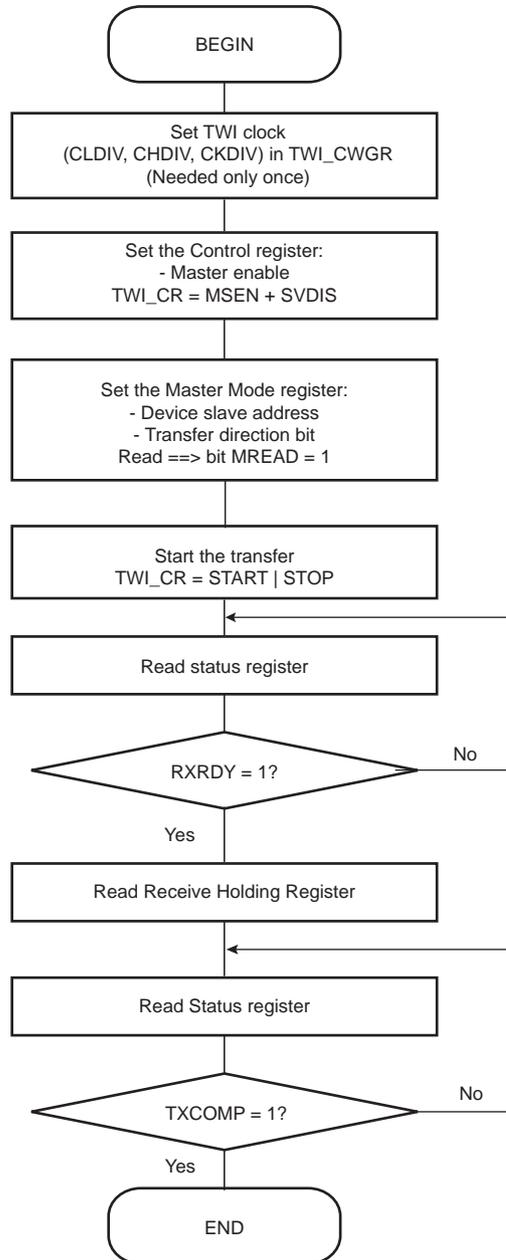 BEGIN
Set TWI clock
(CLDIV, CHDIV, CKDIV) in TWI_CWGR
(Needed only once)
Set the Control register:
- Master enable
TWI_CR = MSEN + SVDIS
Set the Master Mode register:
- Device slave address
- Transfer direction bit
Read ==> bit MREAD = 1
Start the transfer
TWI_CR = START | STOP
Read status register
RXRDY = 1?
No
Yes
Read Receive Holding Register
Read Status register
TXCOMP = 1?
No
Yes
END